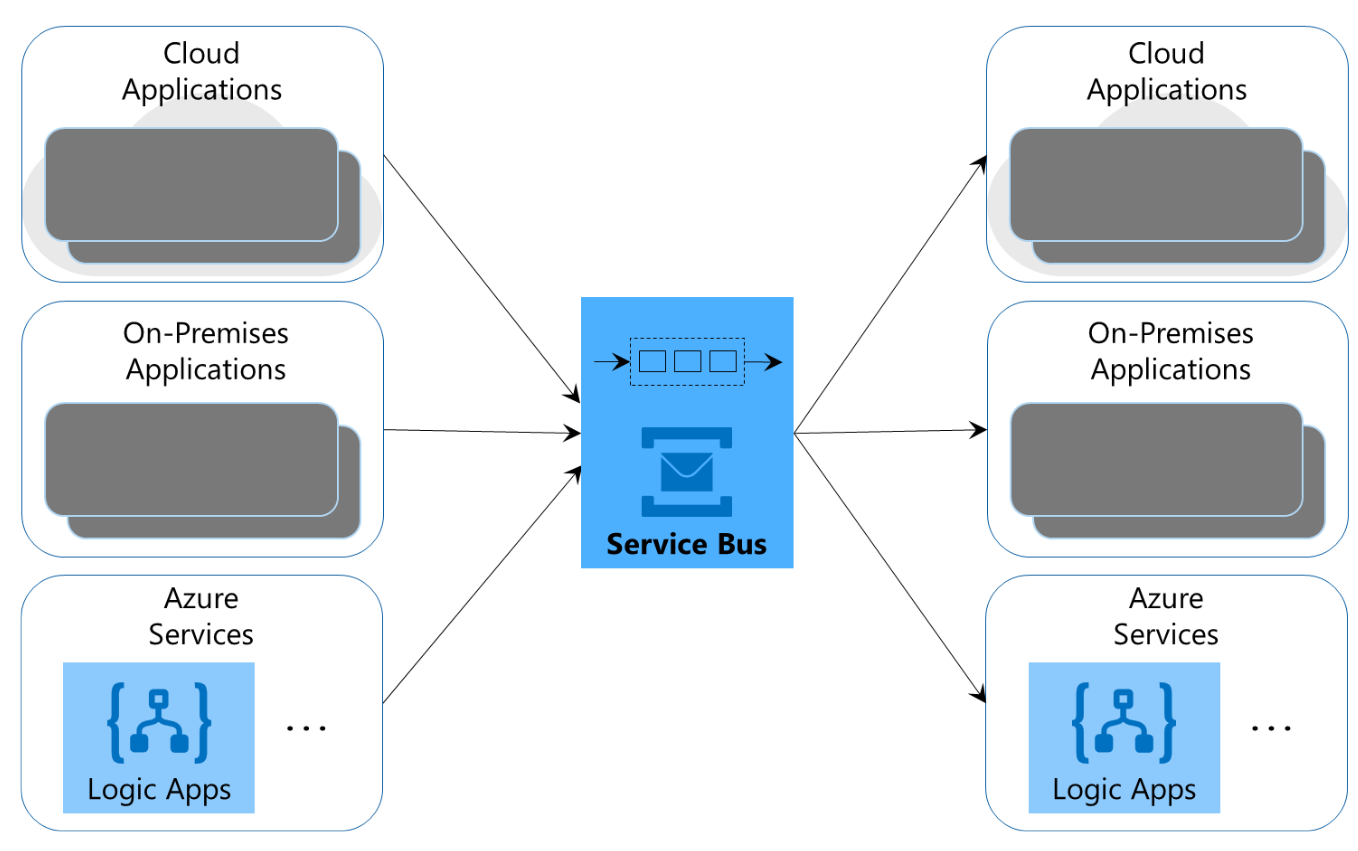 Cloud
Applications
On-Premises
Applications
Azure
Services
Logic Apps
...
Service Bus
Cloud
Applications
On-Premises
Applications
Azure
Services
Logic Apps
...